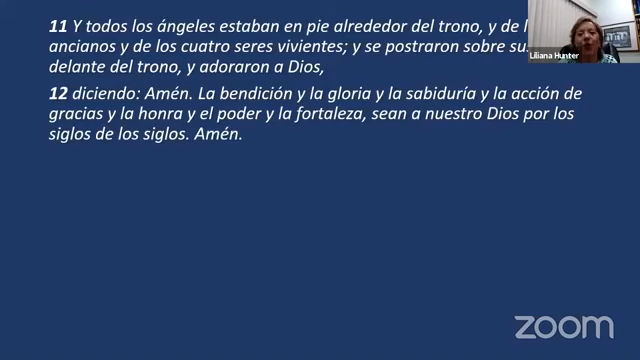 11 Y todos los ángeles estaban en pie alrededor del trono, y de
ancianos y de los cuatro seres vivientes; y se postraron sobre
delante del trono, y adoraron a Dios,
12 diciendo: Amén. La bendición y la gloria y la sabiduría y la acción de
gracias y la honra y el poder y la fortaleza, sean a nuestro Dios por los
siglos de los siglos. Amén.
Liliana Hunter
zoom